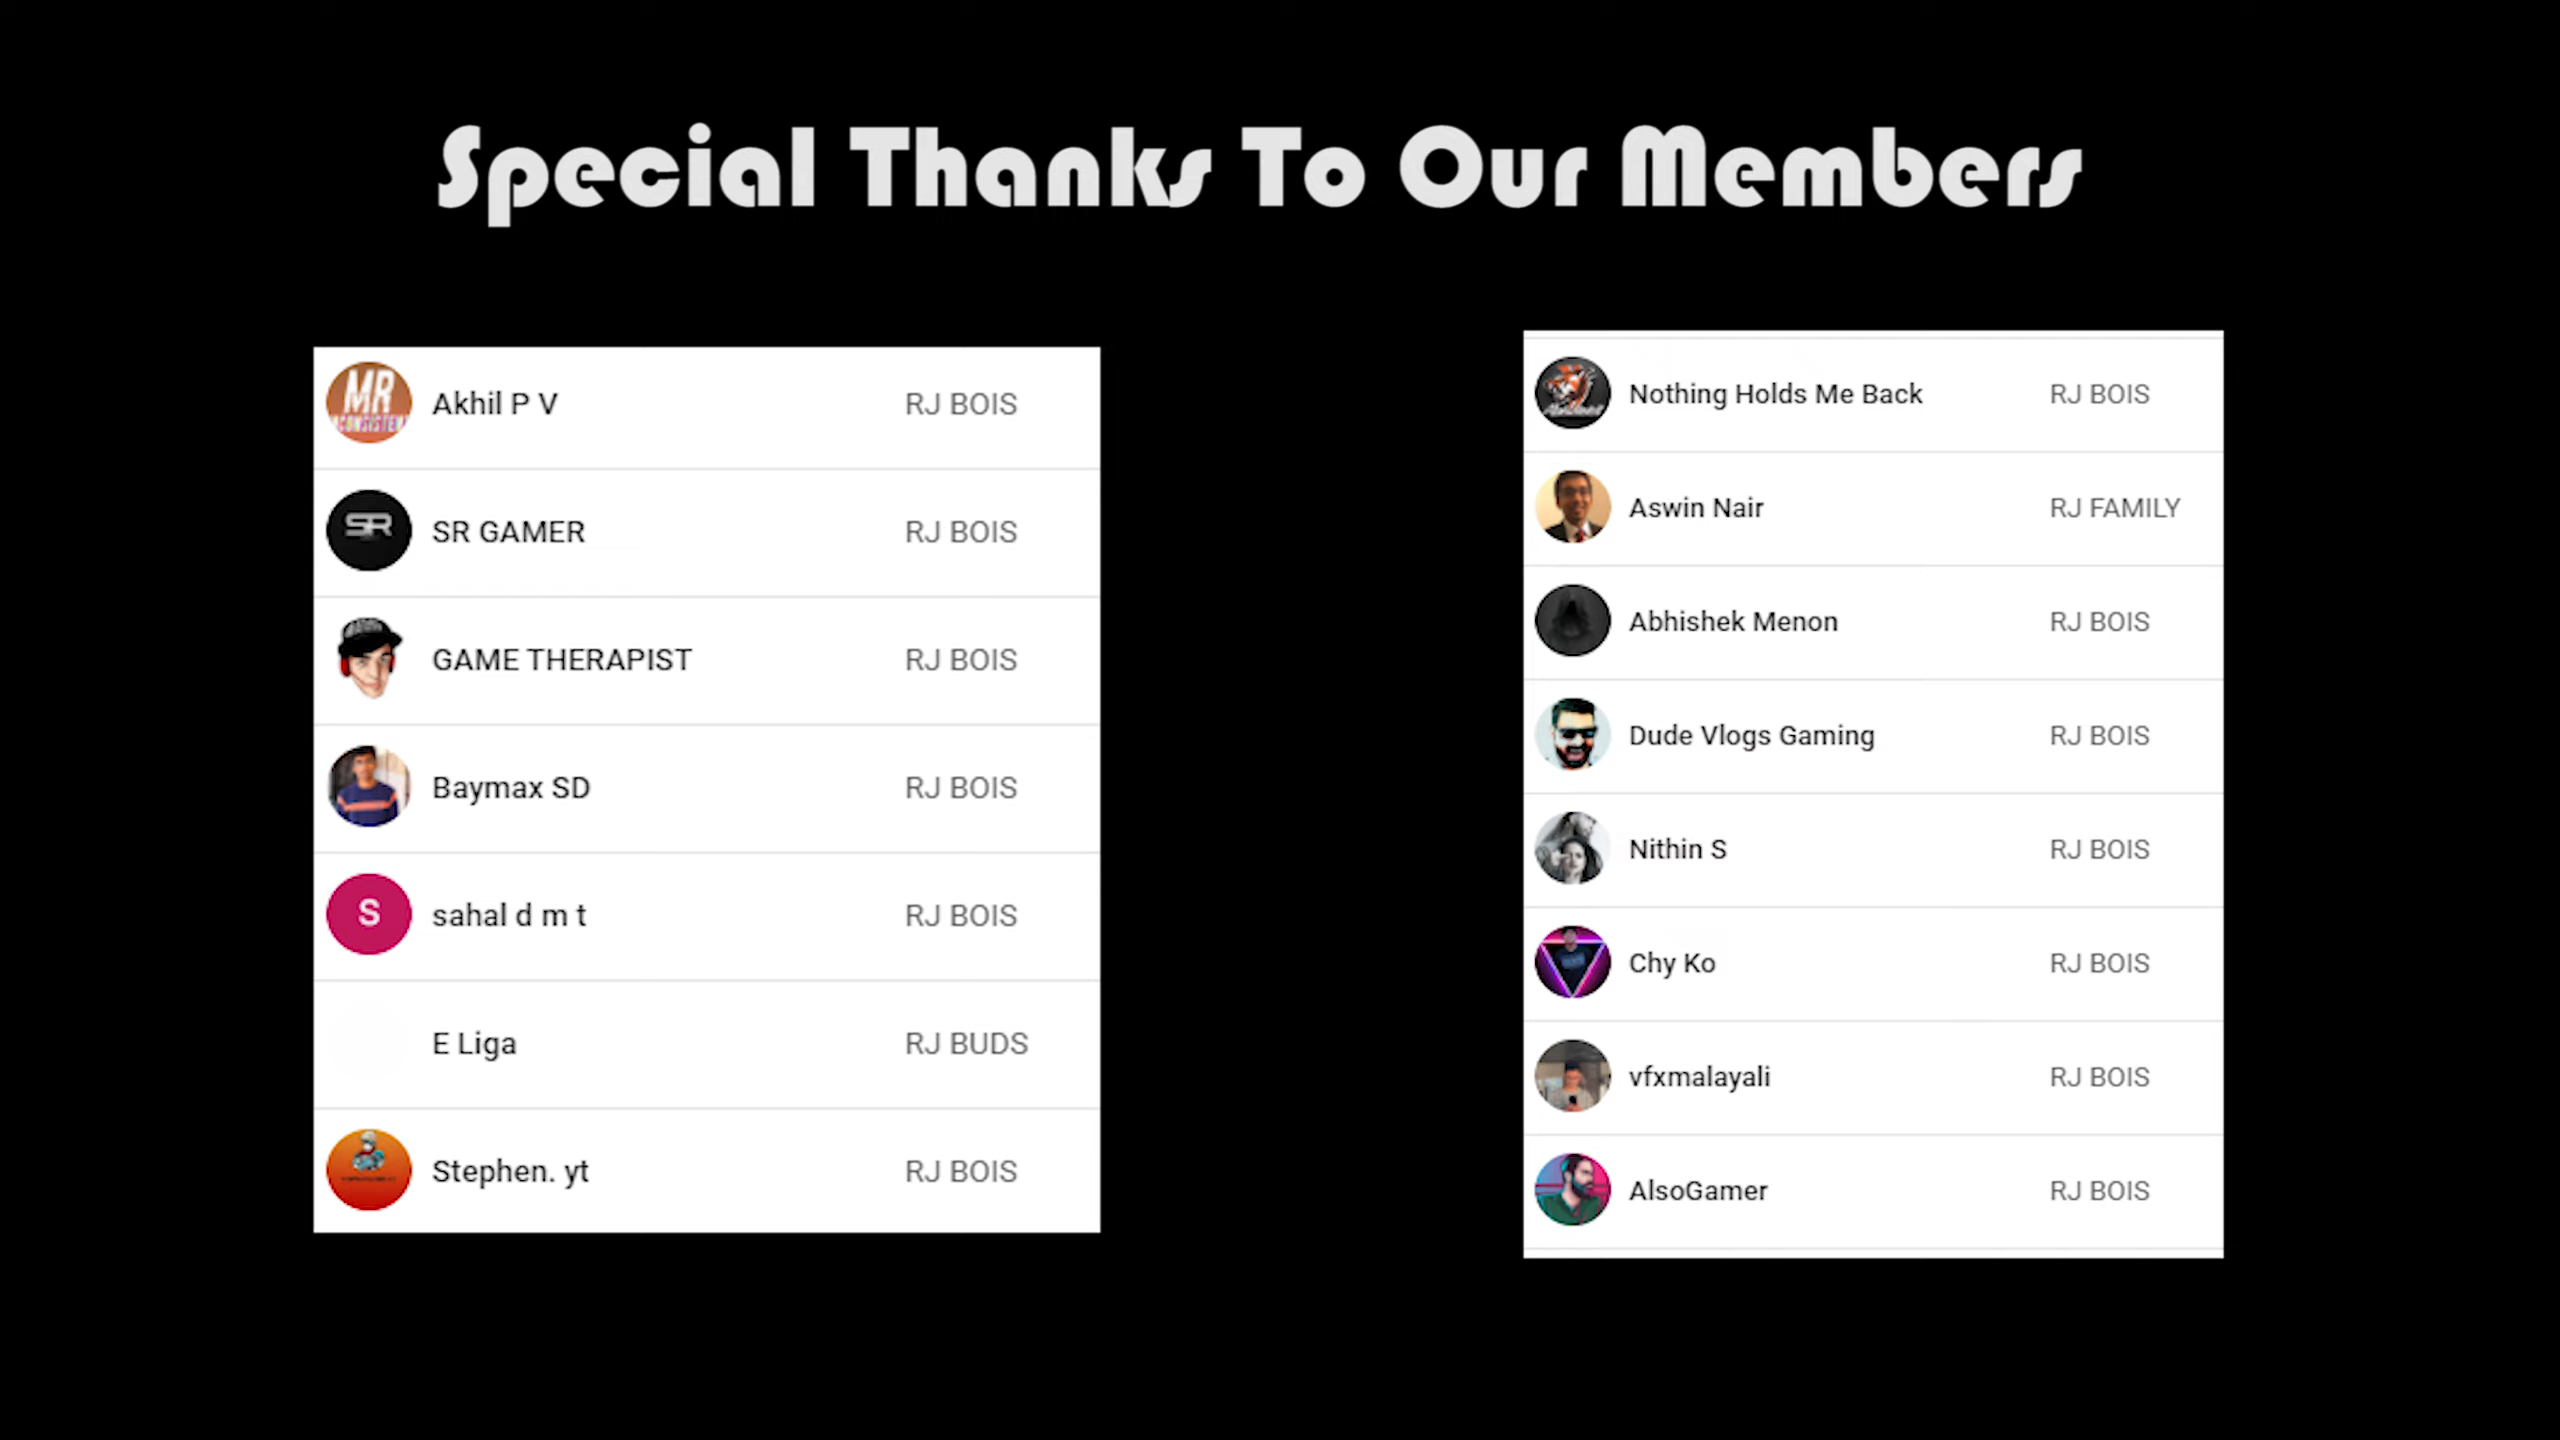 Special Thanks To Our Members
MR
Akhil P V RJ BOIS
SR
SR GAMER RJ BOIS
GAME THERAPIST RJ BOIS
Baymax SD RJ BOIS
S
sahal d m t RJ BOIS
E Liga RJ BUDS
Stephen. yt RJ BOIS
Nothing Holds Me Back RJ BOIS
Aswin Nair RJ FAMILY
Abhishek Menon RJ BOIS
Dude Vlogs Gaming RJ BOIS
Nithin S RJ BOIS
Chy Ko RJ BOIS
vfxmalayali RJ BOIS
AlsoGamer RJ BOIS